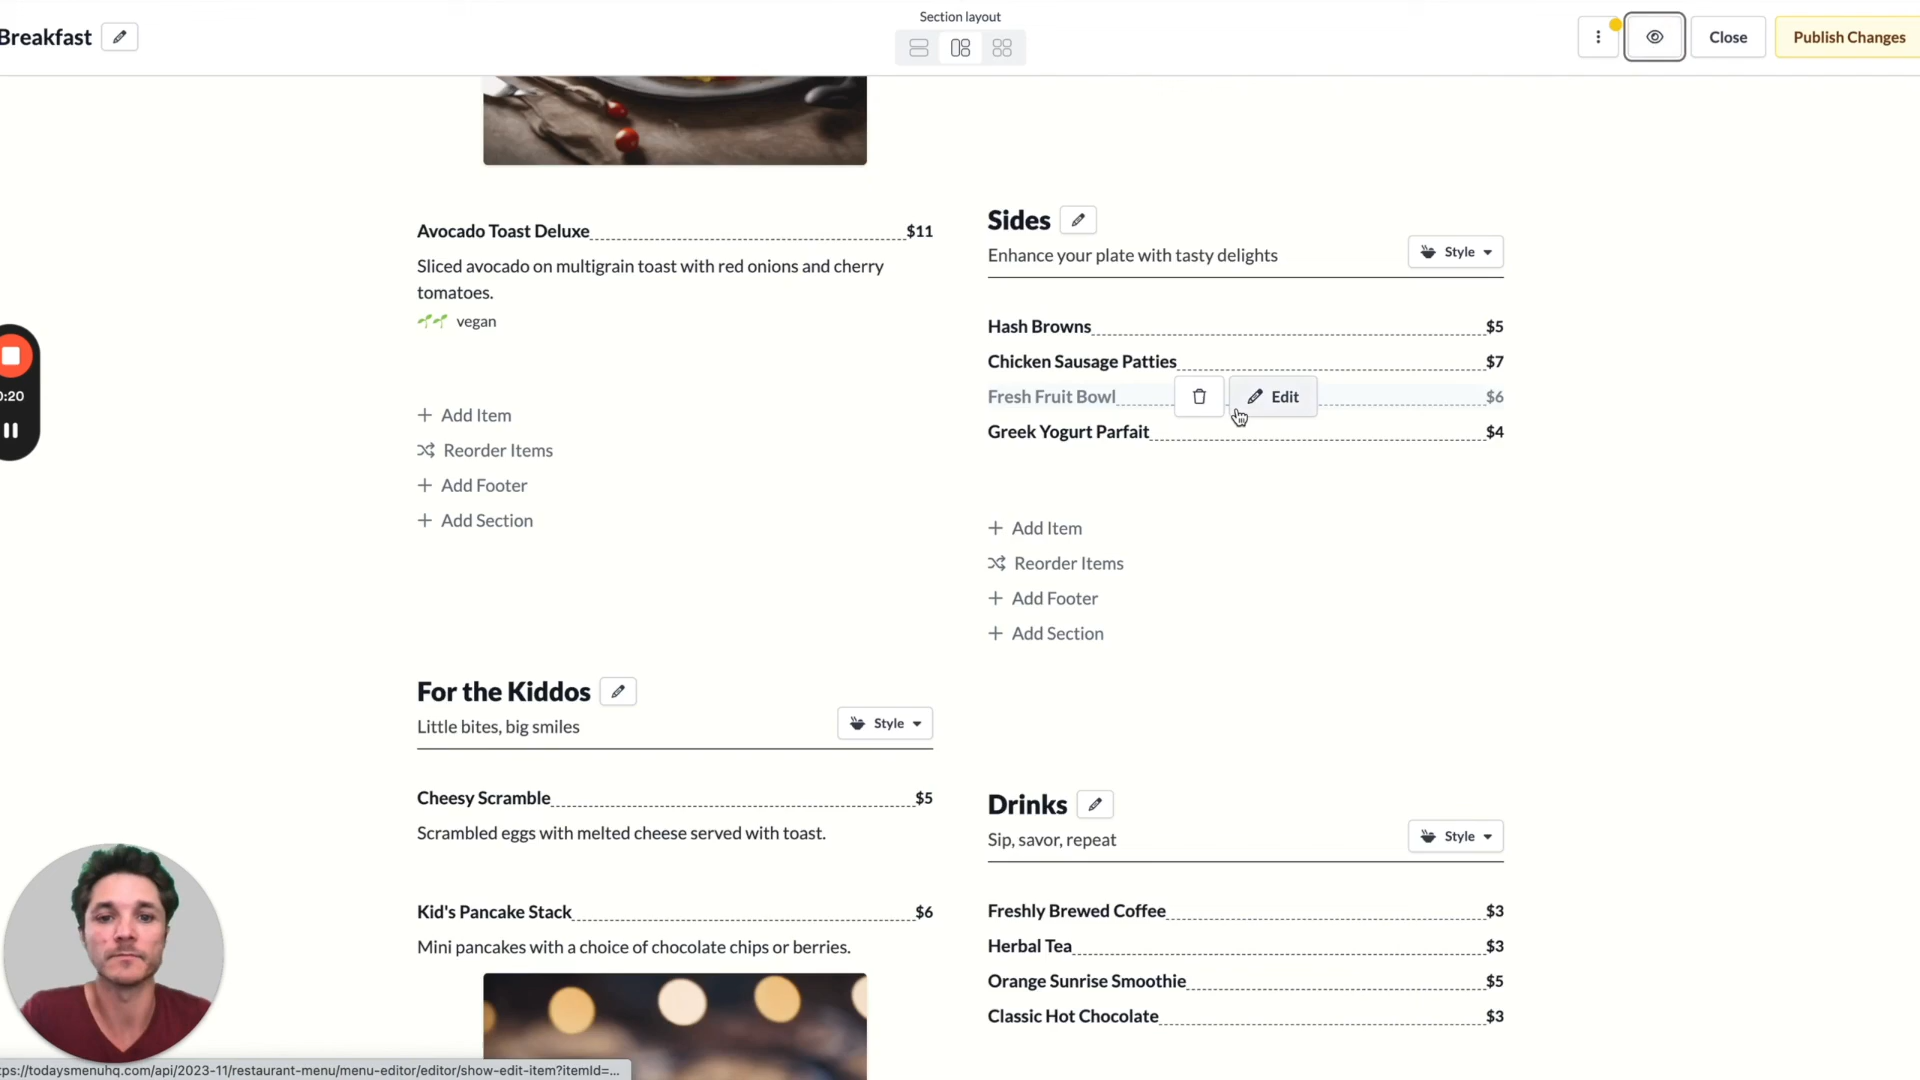 Breakfast
Section layout
Close
Publish Changes
Avocado Toast Deluxe $11
Sliced avocado on multigrain toast with red onions and cherry
tomatoes.
vegan
Add Item
Reorder Items
Add Footer
Add Section
Sides
Enhance your plate with tasty delights
Style
Hash Browns $5
Chicken Sausage Patties $7
Fresh Fruit Bowl Edit $6
Greek Yogurt Parfait $4
Add Item
Reorder Items
Add Footer
Add Section
0:20
For the Kiddos
Little bites, big smiles
Style
Cheesy Scramble $5
Scrambled eggs with melted cheese served with toast.
Kid's Pancake Stack $6
Mini pancakes with a choice of chocolate chips or berries.
Drinks
Sip, savor, repeat
Style
Freshly Brewed Coffee $3
Herbal Tea $3
Orange Sunrise Smoothie $5
Classic Hot Chocolate $3
tps://todaysmenuhq.com/api/2023-11/restaurant-menu/menu-editor/editor/show-edit-item?itemId=...